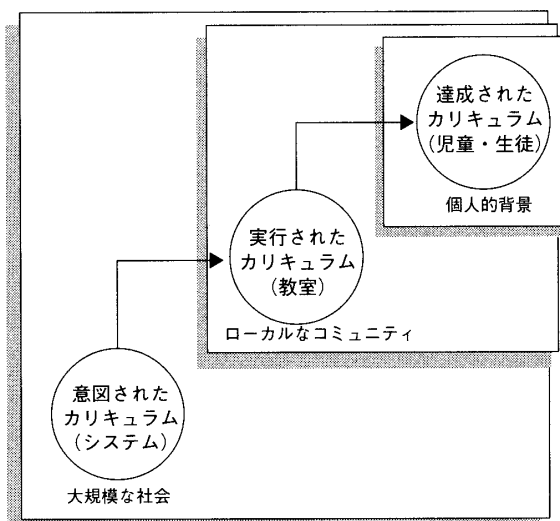 達成された
カリキュラム
(児童・生徒)
個人的背景
実行された
カリキュラム
(教室)
ローカルなコミュニティ
意図された
カリキュラム
(システム)
大規模な社会